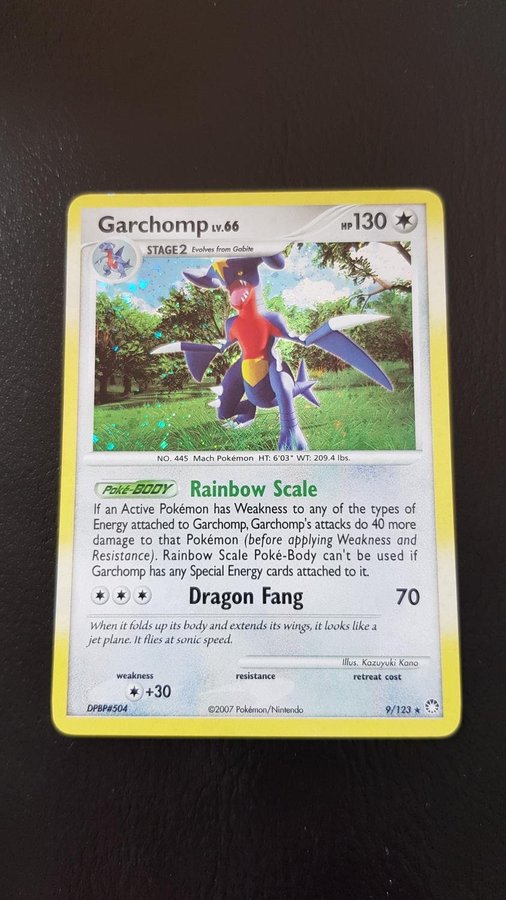 Garchomp LV.66 HP 130
STAGE2 Evolves from Gabite
NO. 445 Mach Pokémon HT: 6'03" WT: 209.4 lbs.
Poké-BODY Rainbow Scale
If an Active Pokémon has Weakness to any of the types of
Energy attached to Garchomp, Garchomp's attacks do 40 more
damage to that Pokémon (before applying Weakness and
Resistance). Rainbow Scale Poké-Body can't be used if
Garchomp has any Special Energy cards attached to it.
Dragon Fang 70
When it folds up its body and extends its wings, it looks like a
jet plane. It flies at sonic speed.
Illus. Kazuyuki Kano
weakness resistance retreat cost
+30
DPBP#504 ©2007 Pokémon/Nintendo 9/123 ★